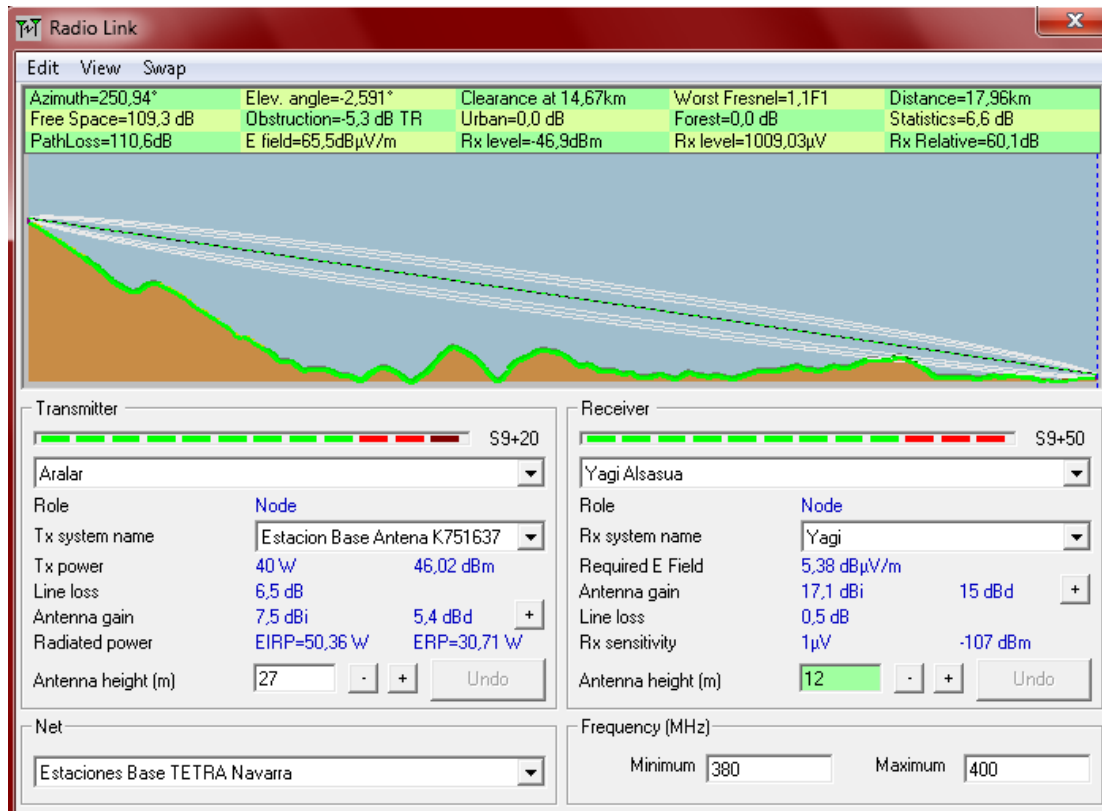 Radio Link
Edit View Swap
Azimuth=250,94° Elev. angle=-2,591° Clearance at 14,67km Worst Fresnel=1,1F1 Distance=17,96km
Free Space=109,3 dB Obstruction=-5,3 dB TR Urban=0,0 dB Forest=0,0 dB Statistics=6,6 dB
PathLoss=110,6dB E field=65,5dBµV/m Rx level=-46,9dBm Rx level=1009,03µV Rx Relative=60,1dB
Transmitter
S9+20
Aralar
Role Node
Tx system name Estacion Base Antena K751637
Tx power 40 W 46,02 dBm
Line loss 6,5 dB
Antenna gain 7,5 dBi 5,4 dBd +
Radiated power EIRP=50,36 W ERP=30,71 W
Antenna height (m) 27 - + Undo
Net
Estaciones Base TETRA Navarra
Receiver
S9+50
Yagi Alsasua
Role Node
Rx system name Yagi
Required E Field 5,38 dBµV/m
Antenna gain 17,1 dBi 15 dBd +
Line loss 0,5 dB
Rx sensitivity 1µV -107 dBm
Antenna height (m) 12 - + Undo
Frequency (MHz)
Minimum 380 Maximum 400